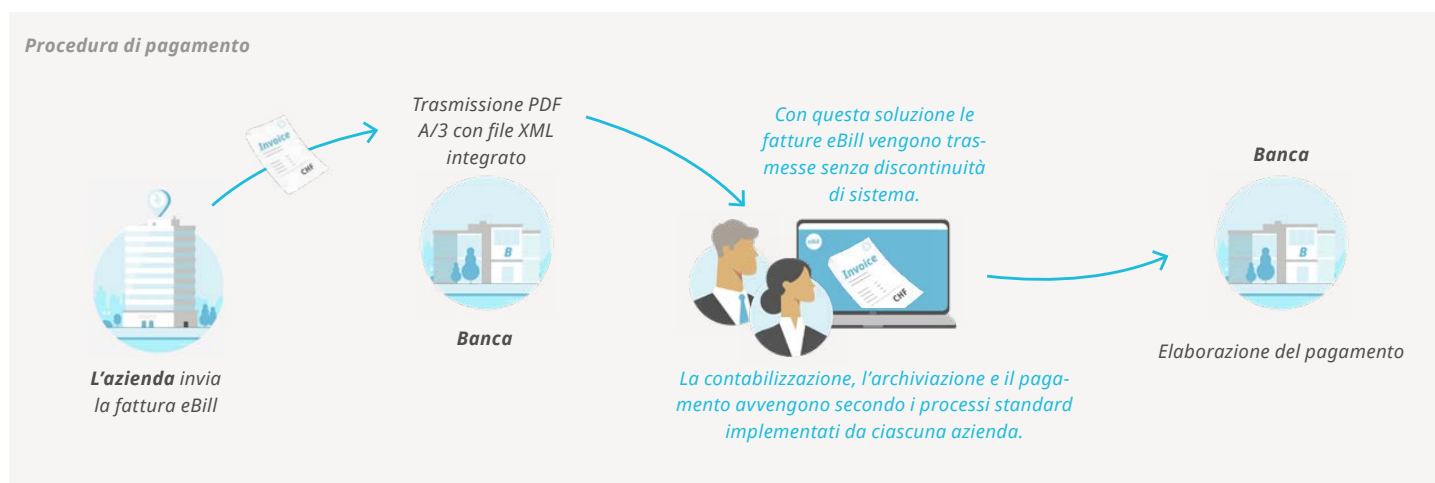 Procedura di pagamento
Invoice
CHF
L'azienda invia
la fattura eBill
Trasmissione PDF
A/3 con file XML
integrato
B
Banca
Con questa soluzione le
fatture eBill vengono tras-
messe senza discontinuità
di sistema.
eBill
Invoice
CHF
La contabilizzazione, l'archiviazione e il paga-
mento avvengono secondo i processi standard
implementati da ciascuna azienda.
Banca
B
Elaborazione del pagamento